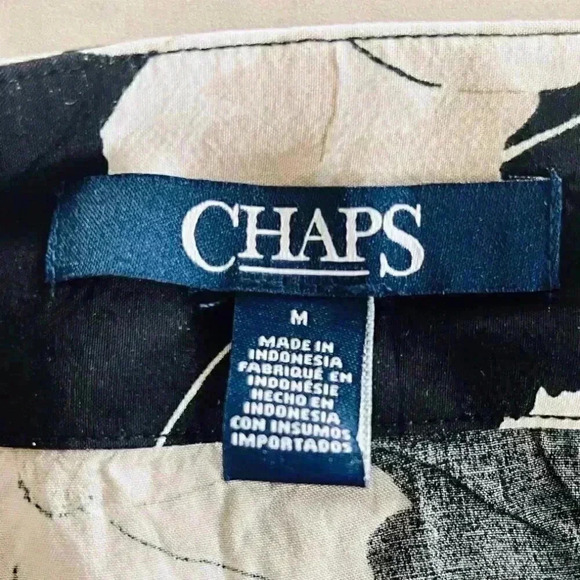 CHAPS
M
MADE IN
INDONESIA
FABRIQUÉ EN
INDONÉSIE
HECHO EN
INDONESIA
CON INSUMOS
IMPORTADOS